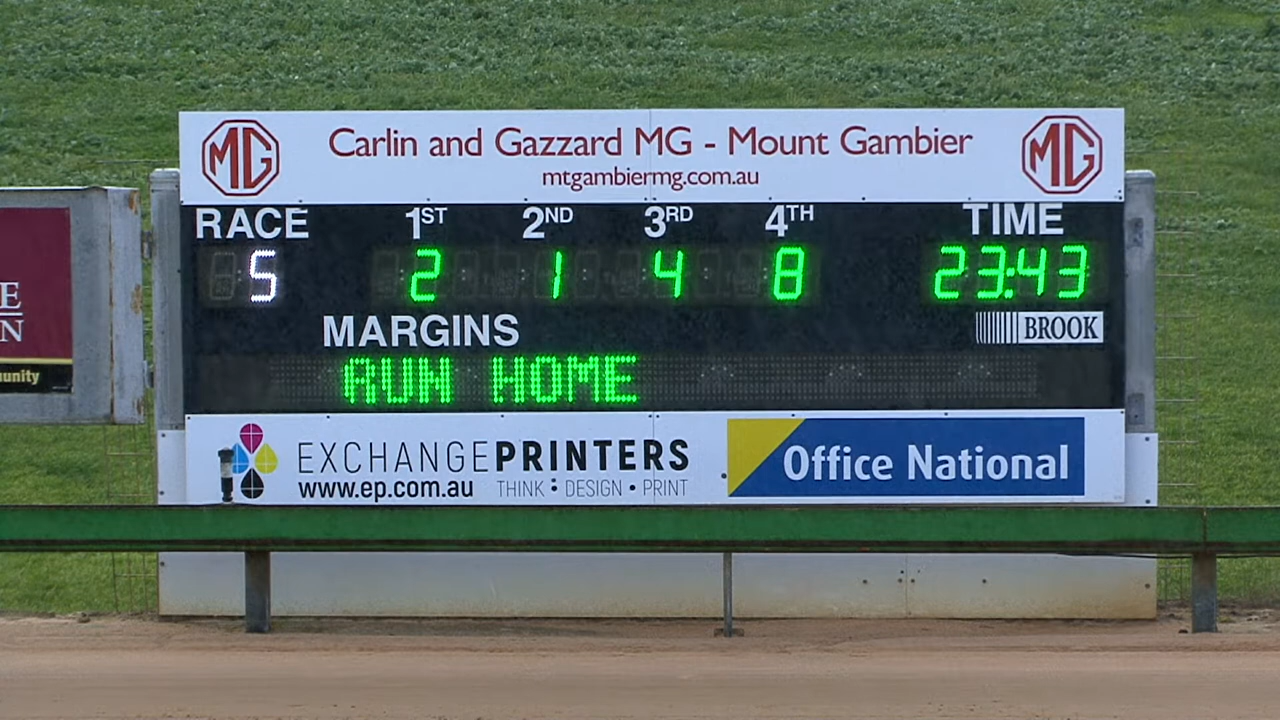 MG Carlin and Gazzard MG - Mount Gambier MG
mtgambiermg.com.au
RACE 1ST 2ND 3RD 4TH TIME
5 2 1 4 8 23:43
MARGINS BROOK
RUN HOME
EXCHANGEPRINTERS
www.ep.com.au THINK : DESIGN • PRINT
Office National
E
N
unity